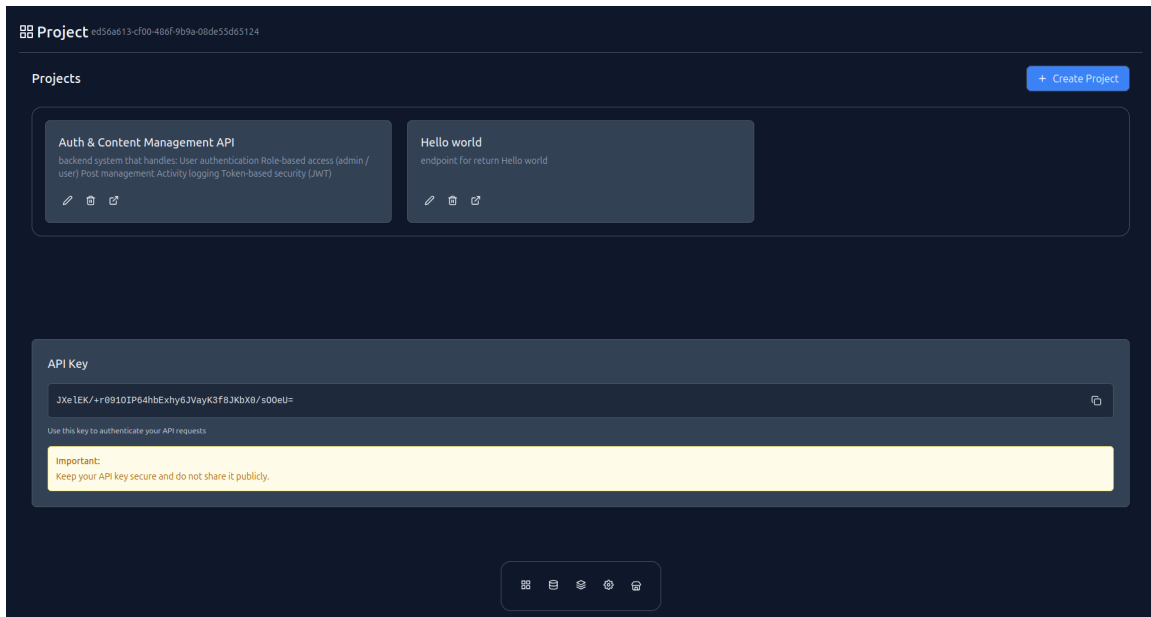 Project ed56a613-cf00-486f-9b9a-08de55d65124
Projects
+ Create Project
Auth & Content Management API
backend system that handles: User authentication Role-based access (admin /
user) Post management Activity logging Token-based security (JWT)
Hello world
endpoint for return Hello world
API Key
JXelEK/+r091OIP64hbExhy6JVayK3f8JKbX0/sOOeU=
Use this key to authenticate your API requests
Important:
Keep your API key secure and do not share it publicly.